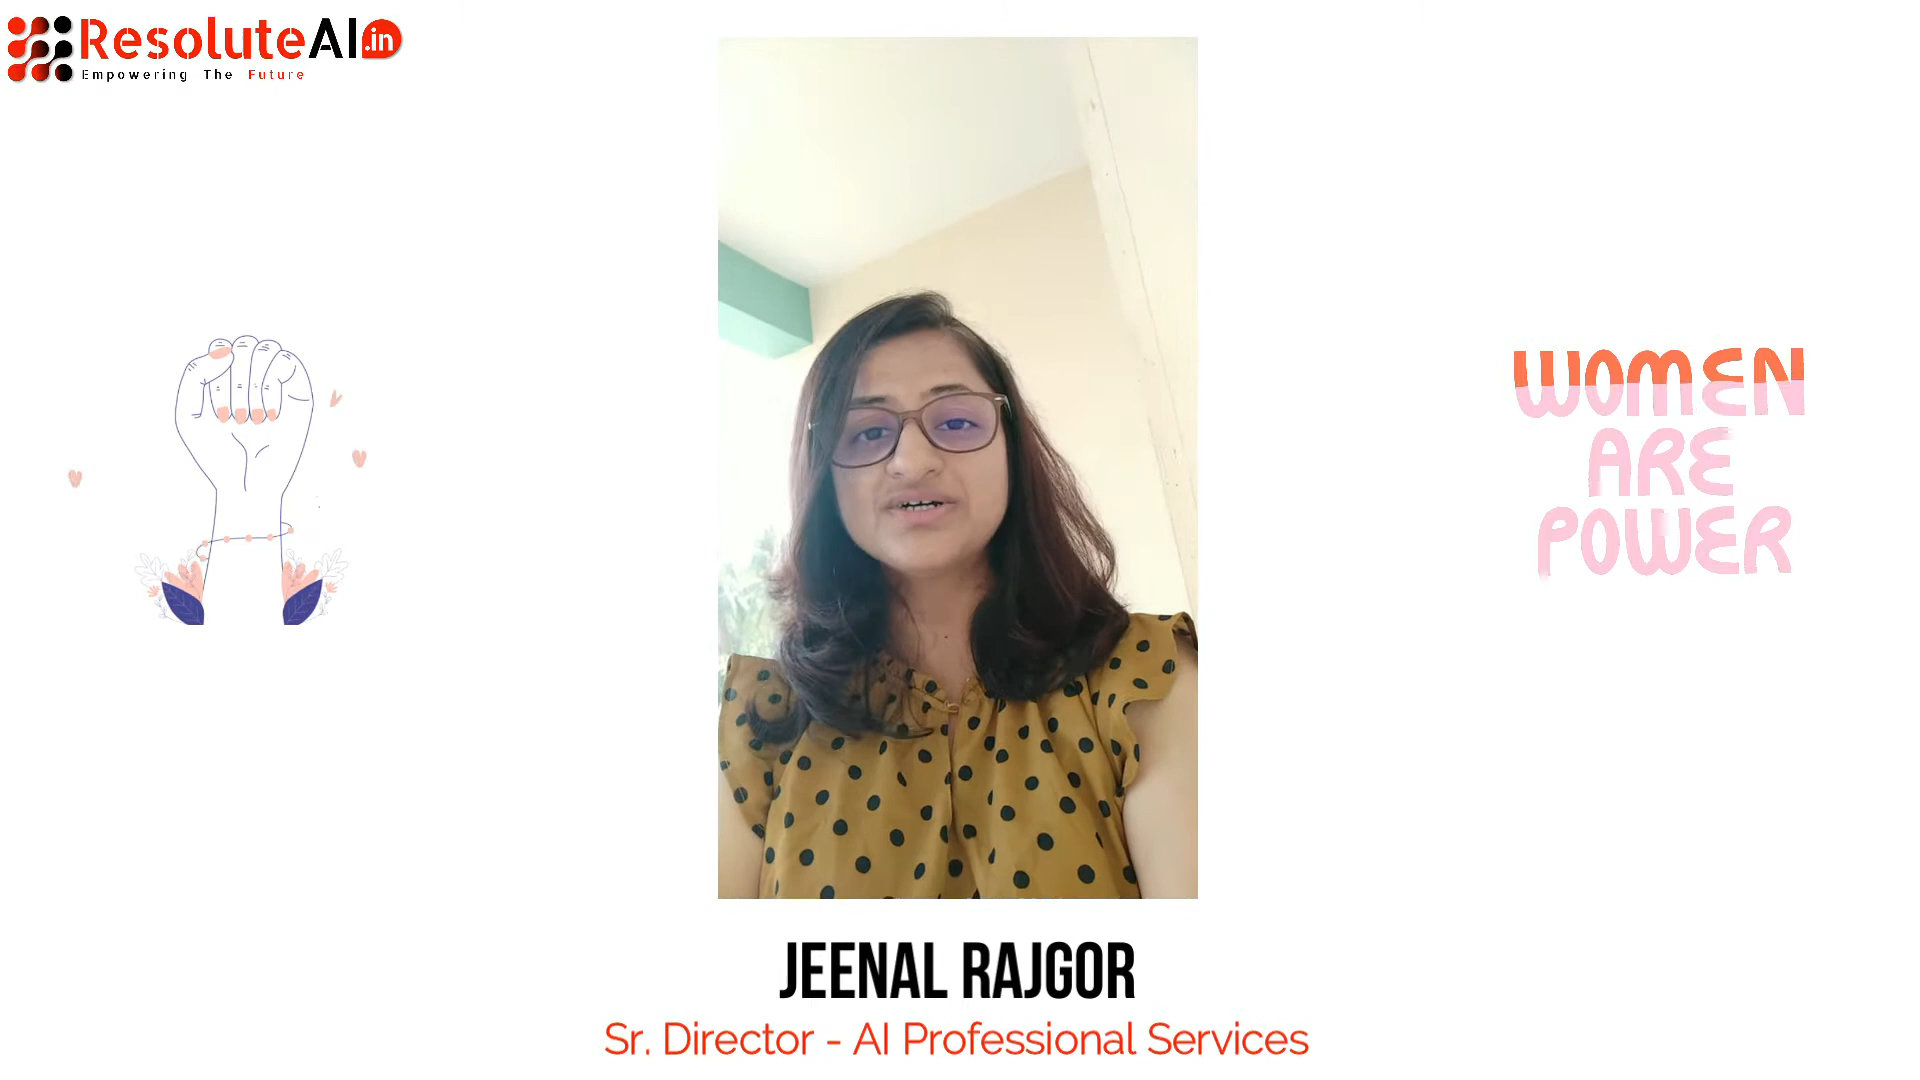 ResoluteAI.in
Empowering The Future
WOMEN
ARE
POWER
JEENAL RAJGOR
Sr. Director - AI Professional Services